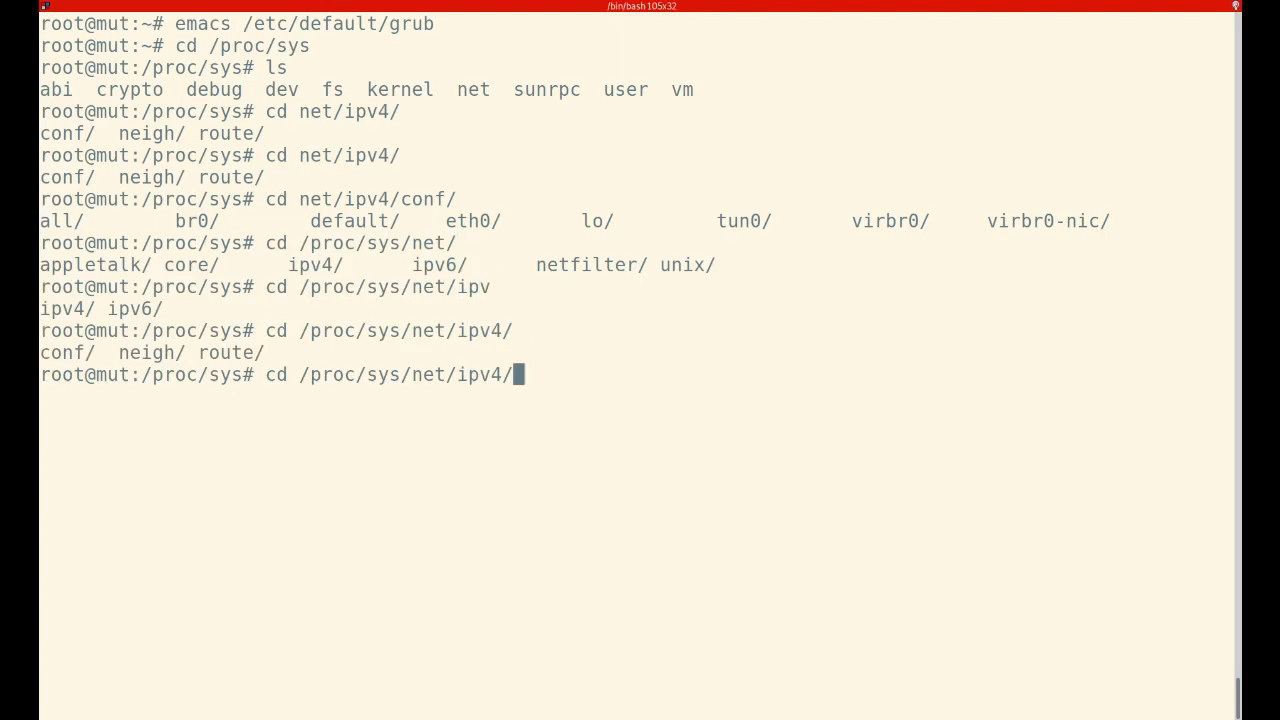 /bin/bash 105x32
root@mut:~# emacs /etc/default/grub
root@mut:~# cd /proc/sys
root@mut:/proc/sys# ls
abi  crypto  debug  dev  fs  kernel  net  sunrpc  user  vm
root@mut:/proc/sys# cd net/ipv4/
conf/  neigh/ route/
root@mut:/proc/sys# cd net/ipv4/
conf/  neigh/ route/
root@mut:/proc/sys# cd net/ipv4/conf/
all/        br0/        default/    eth0/       lo/         tun0/       virbr0/     virbr0-nic/
root@mut:/proc/sys# cd /proc/sys/net/
appletalk/ core/      ipv4/      ipv6/      netfilter/ unix/
root@mut:/proc/sys# cd /proc/sys/net/ipv
ipv4/ ipv6/
root@mut:/proc/sys# cd /proc/sys/net/ipv4/
conf/  neigh/ route/
root@mut:/proc/sys# cd /proc/sys/net/ipv4/